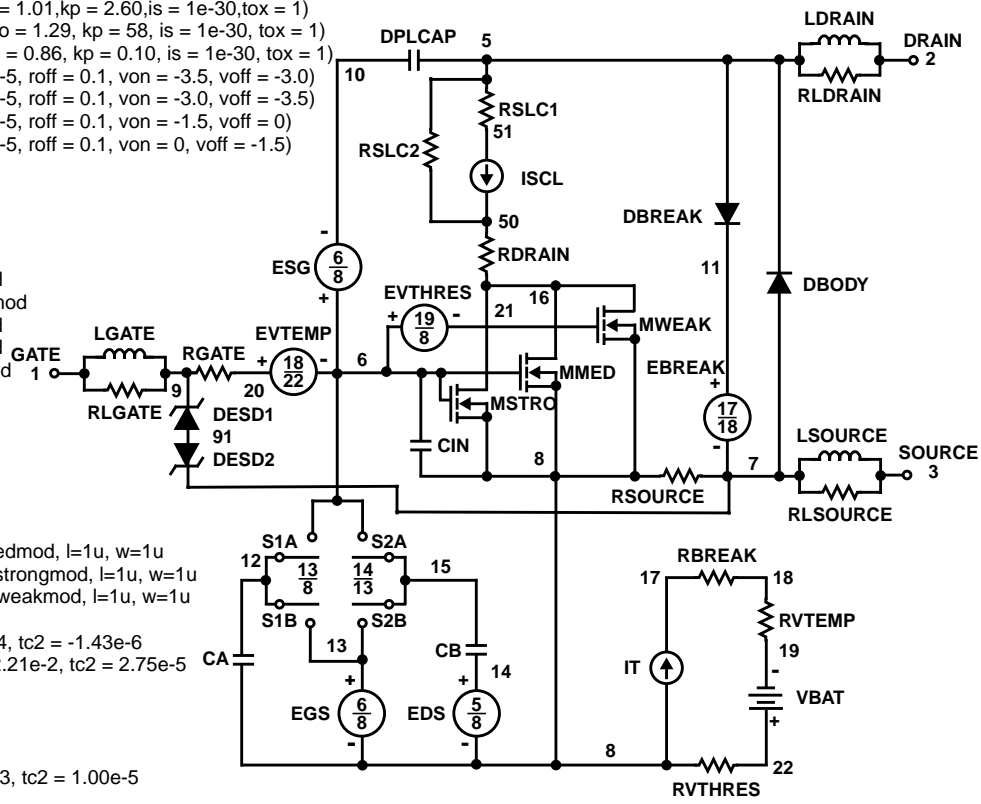 = 1.01,kp = 2.60,is = 1e-30,tox = 1)
o = 1.29, kp = 58, is = 1e-30, tox = 1)
= 0.86, kp = 0.10, is = 1e-30, tox = 1)
-5, roff = 0.1, von = -3.5, voff = -3.0)
-5, roff = 0.1, von = -3.0, voff = -3.5)
-5, roff = 0.1, von = -1.5, voff = 0)
-5, roff = 0.1, von = 0, voff = -1.5)
LDRAIN
DPLCAP
5
DRAIN
2
10
RLDRAIN
RSLC1
51
RSLC2
ISCL
DBREAK
50
-
RDRAIN
ESG
6
8
+
11
DBODY
mod
EVTHRES
16
21
+
19
8
-
MWEAK
LGATE
EVTEMP
GATE
1
RGATE
+
18
22
-
6
EBREAK
+
MMED
9
20
MSTRO
RLGATE
DESD1
91
DESD2
17
18
-
CIN
LSOURCE
8
7
SOURCE
3
RSOURCE
RLSOURCE
edmod, l=1u, w=1u
strongmod, l=1u, w=1u
weakmod, l=1u, w=1u
S1A
S2A
12
13
8
14
13
15
S1B
S2B
RBREAK
17
18
4, tc2 = -1.43e-6
2.21e-2, tc2 = 2.75e-5
RVTEMP
13
CA
CB
19
-
IT
14
+
+
VBAT
EGS
6
8
EDS
5
8
+
-
-
8
22
3, tc2 = 1.00e-5
RVTHRES